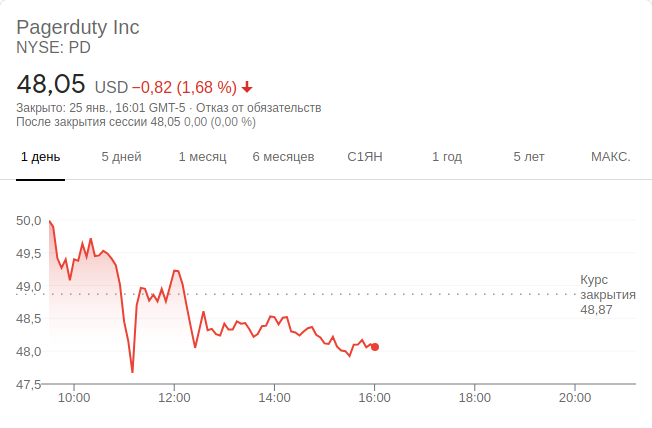 Pagerduty Inc
NYSE: PD
48,05 USD −0,82 (1,68 %)
Закрыто: 25 янв., 16:01 GMT-5 · Отказ от обязательств
После закрытия сессии 48,05 0,00 (0,00 %)
1 день 5 дней 1 месяц 6 месяцев С1ЯН 1 год 5 лет МАКС.
50,0
49,5
49,0
48,5
48,0
47,5
Курс
закрытия
48,87
10:00 12:00 14:00 16:00 18:00 20:00